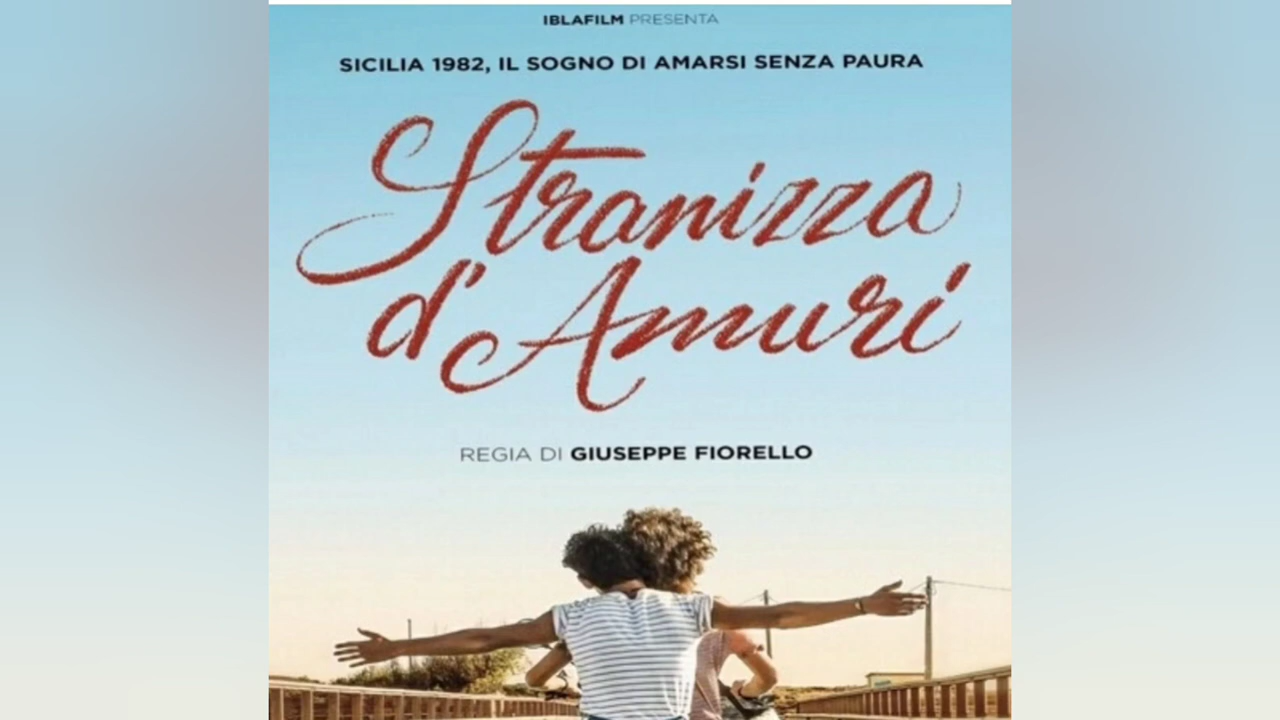 IBLAFILM PRESENTA
SICILIA 1982, IL SOGNO DI AMARSI SENZA PAURA
Stranizza
d'Amuri
REGIA DI GIUSEPPE FIORELLO